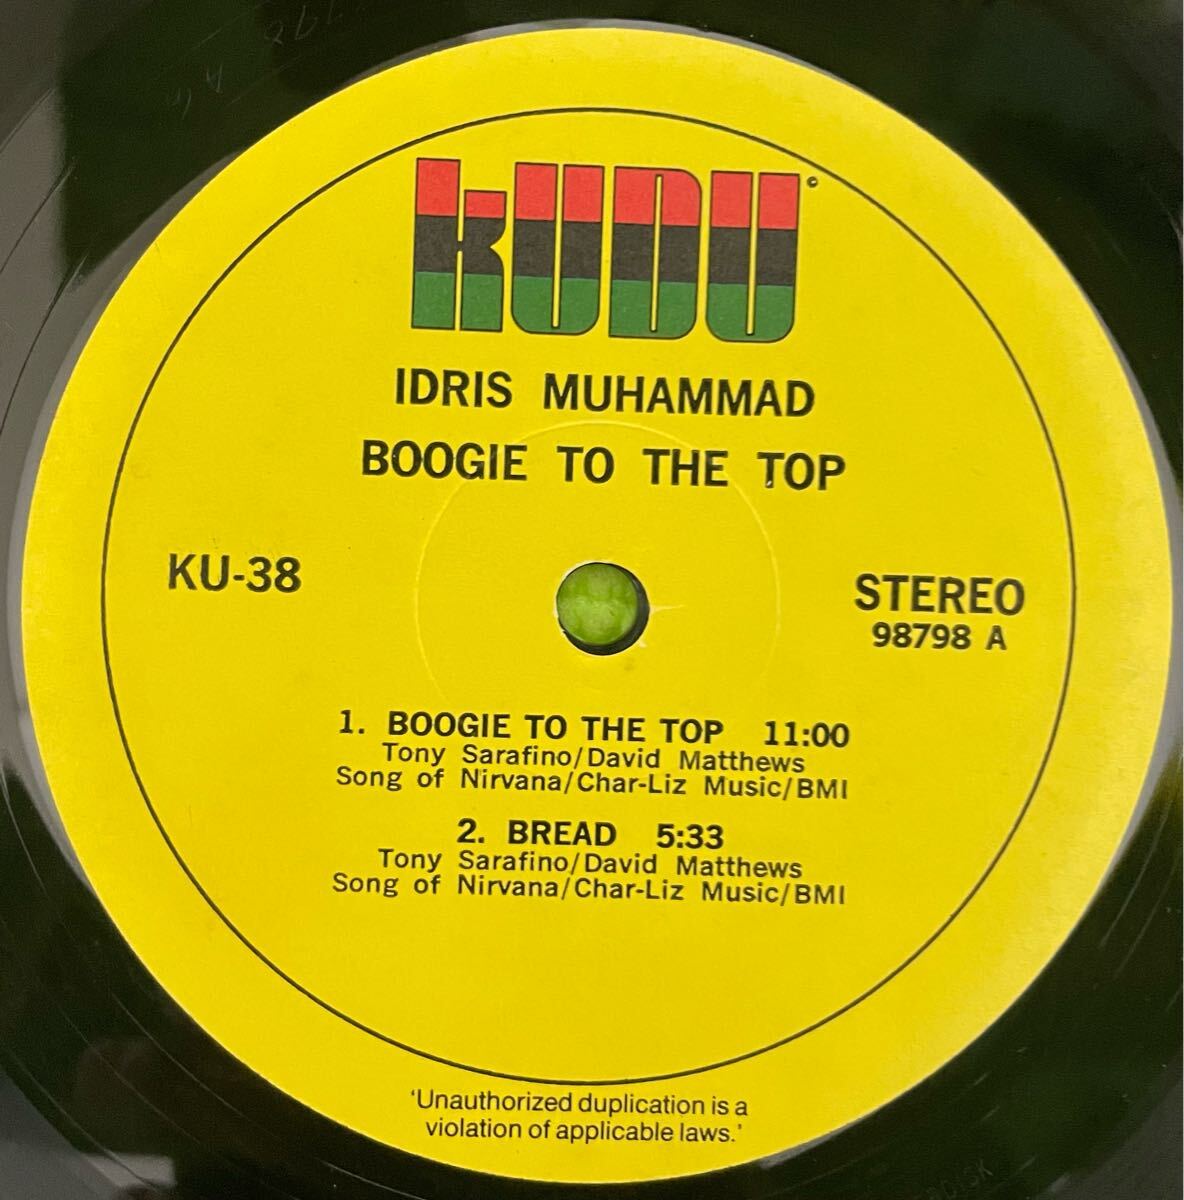 KUDU
IDRIS MUHAMMAD
BOOGIE TO THE TOP
KU-38
STEREO
98798 A
1. BOOGIE TO THE TOP 11:00
Tony Sarafino/David Matthews
Song of Nirvana/Char-Liz Music/BMI
2. BREAD 5:33
Tony Sarafino/David Matthews
Song of Nirvana/Char-Liz Music/BMI
'Unauthorized duplication is a
violation of applicable laws.'